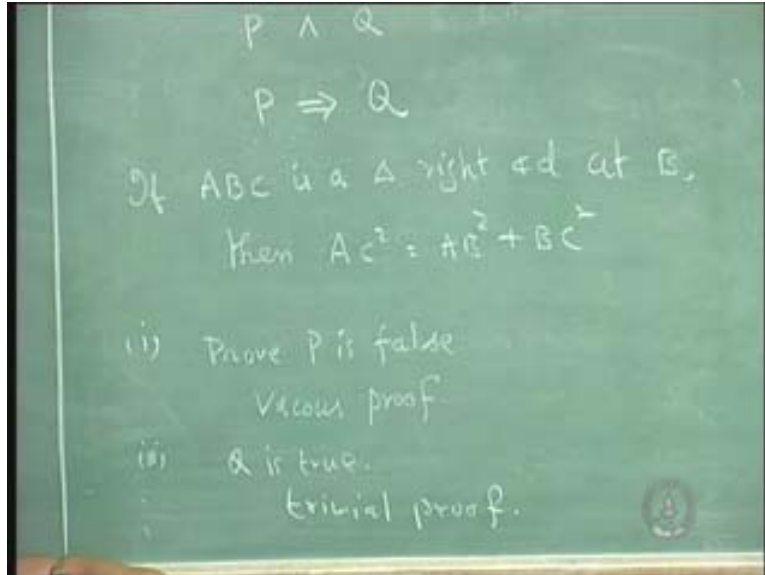 P ∧ Q
P ⇒ Q
If ABC is a Δ right ∢d at B,
then AC² = AB² + BC²
(i) Prove P is false
Vacous proof.
(ii) Q is true.
trivial proof.